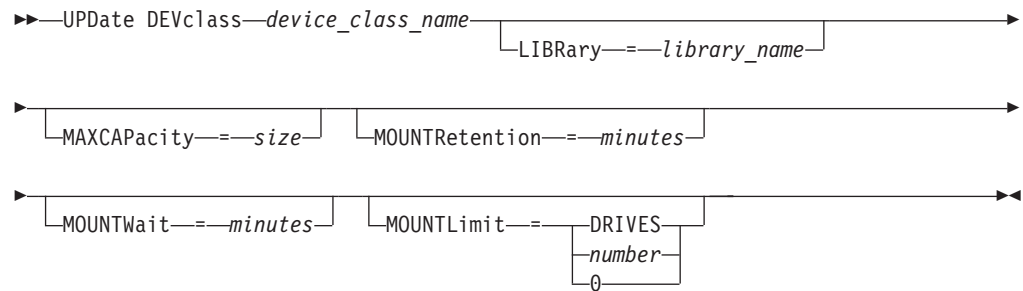 UPDate DEVclass device_class_name
LIBRary = library_name
MAXCAPacity = size MOUNTRetention = minutes
MOUNTWait = minutes MOUNTLimit = DRIVES
number
0